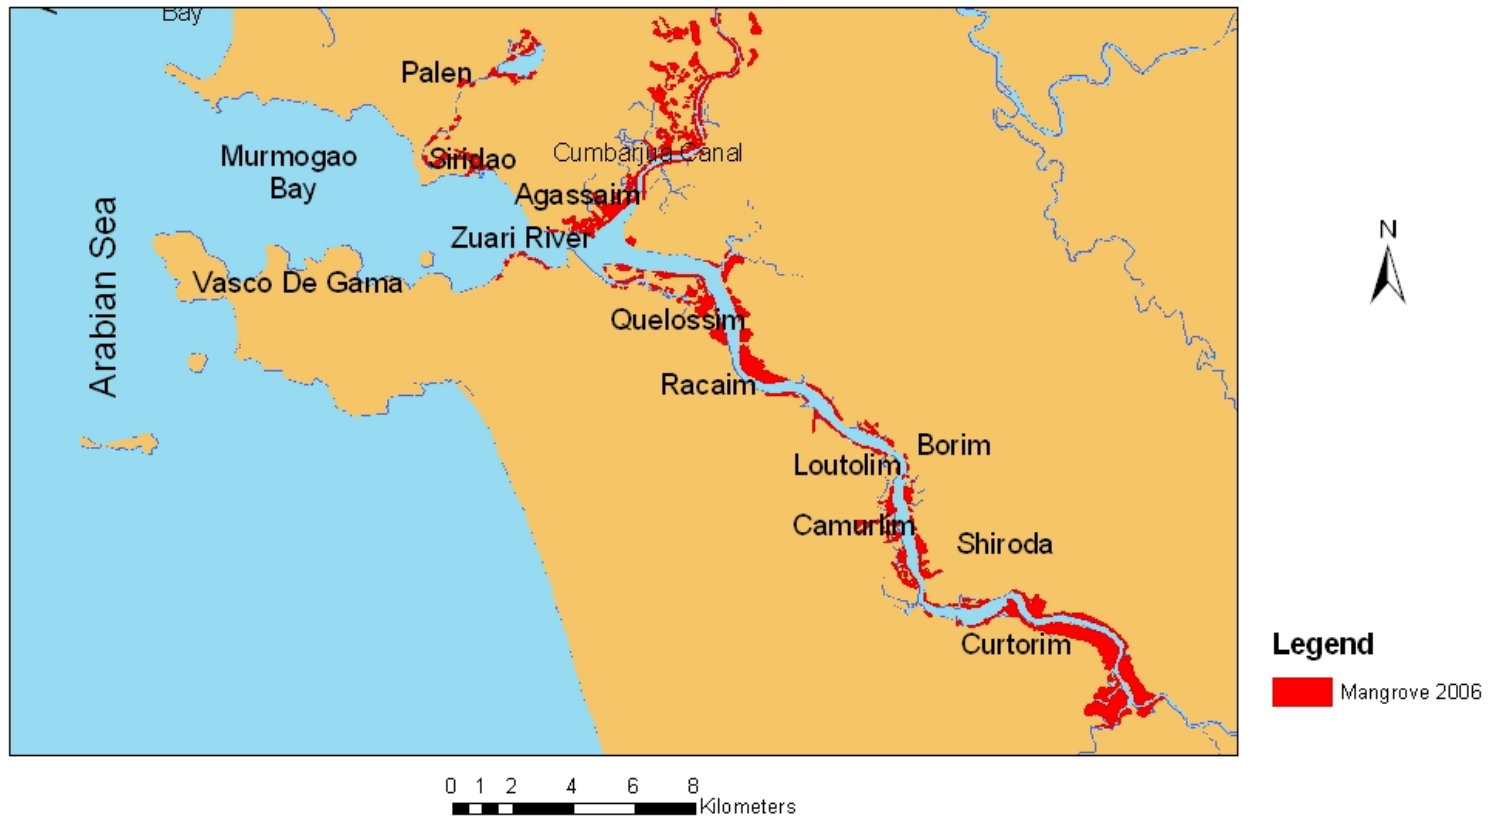 Bay
Palen
Murmogao
Bay
Siridao
Cumbarjua Canal
Agassaim
Zuari River
Arabian Sea
Vasco De Gama
Quelossim
Racaim
Borim
Loutolim
Camurlim
Shiroda
Curtorim
N
Legend
Mangrove 2006
0 1 2 4 6 8
Kilometers